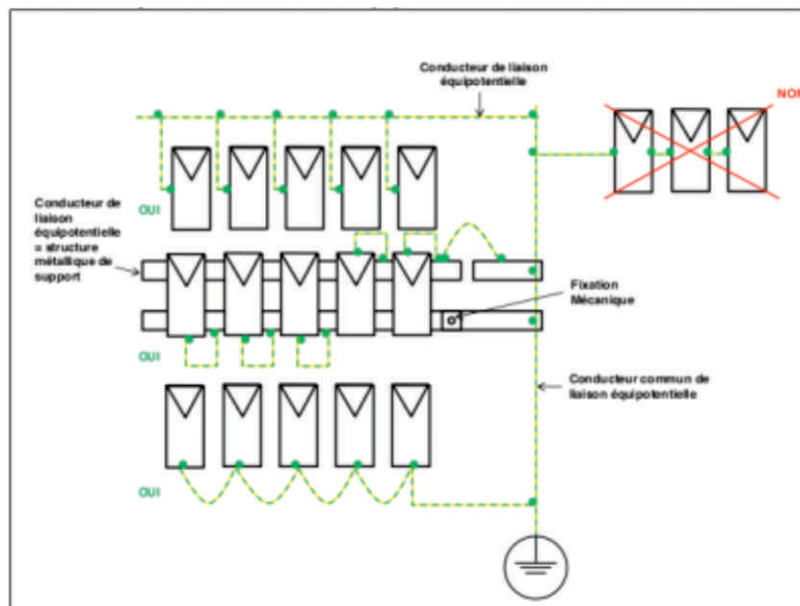 Conducteur de liaison
équipotentielle
NON
OUI
Conducteur de
liaison
équipotentielle
= structure
métallique de
support
Fixation
Mécanique
OUI
Conducteur commun de
liaison équipotentielle
OUI